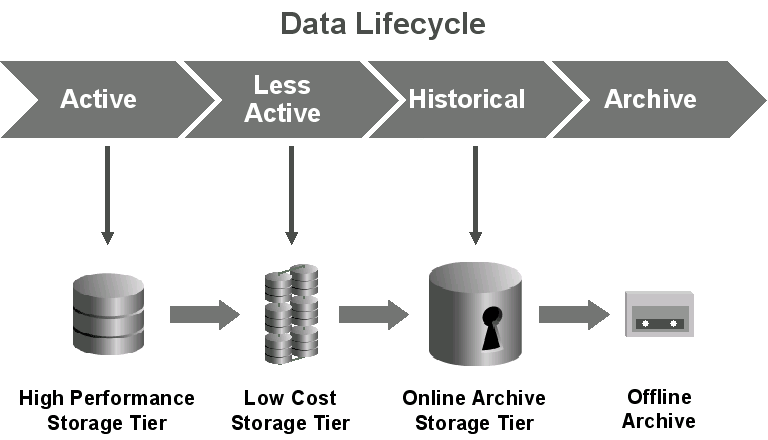 Data Lifecycle
Active
Less
Active
Historical
Archive
High Performance
Storage Tier
Low Cost
Storage Tier
Online Archive
Storage Tier
Offline
Archive